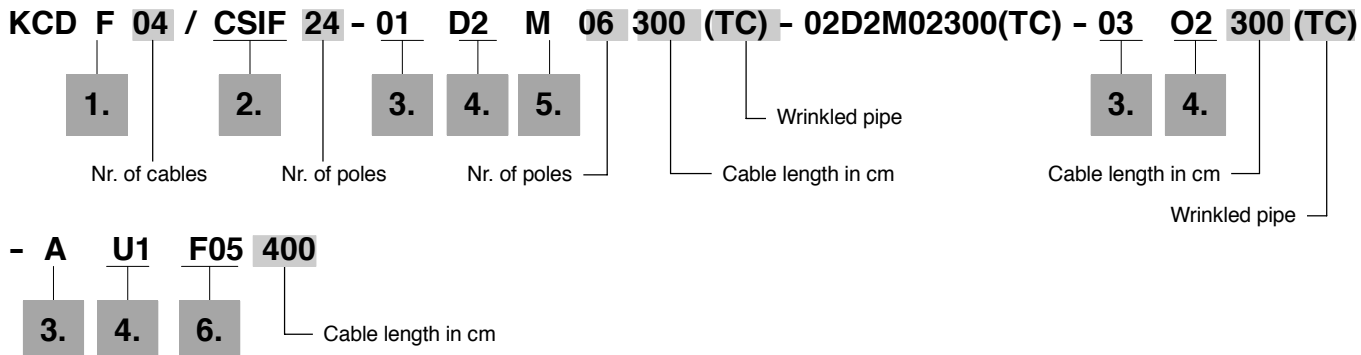 KCD F 04 / CSIF 24 - 01 D2 M 06 300 (TC) - 02D2M02300(TC) - 03 O2 300 (TC)
1. 2. 3. 4. 5. 3. 4.
Wrinkled pipe
Nr. of cables Nr. of poles Nr. of poles Cable length in cm Cable length in cm
Wrinkled pipe
- A U1 F05 400
3. 4. 6. Cable length in cm